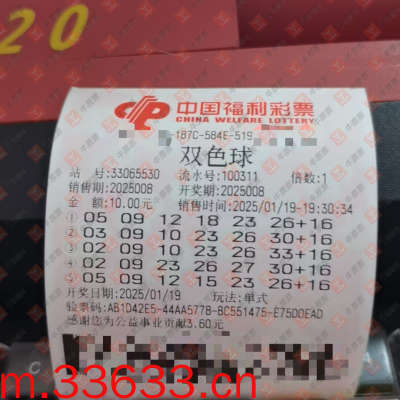 20
中国福利彩票
CHINA WELFARE LOTTERY
187C-584E-519
双色球
站 号:33065530 流水号:100311 倍数:1
销售期:2025008 开奖期:2025008
金 额:10.00元 销售时间:2025/01/19-19:30:34
① 05 09 12 18 23 26+16
② 03 09 10 23 26 30+16
③ 02 09 10 23 26 33+16
④ 02 09 23 26 27 30+16
⑤ 05 09 12 15 23 26+16
开奖日期:2025/01/19 玩法:单式
验票码:AB1D42E5-44AA5778-8C551475-E75D0EAD
感谢您为公益事业贡献3.60元
C
m.33633.cn